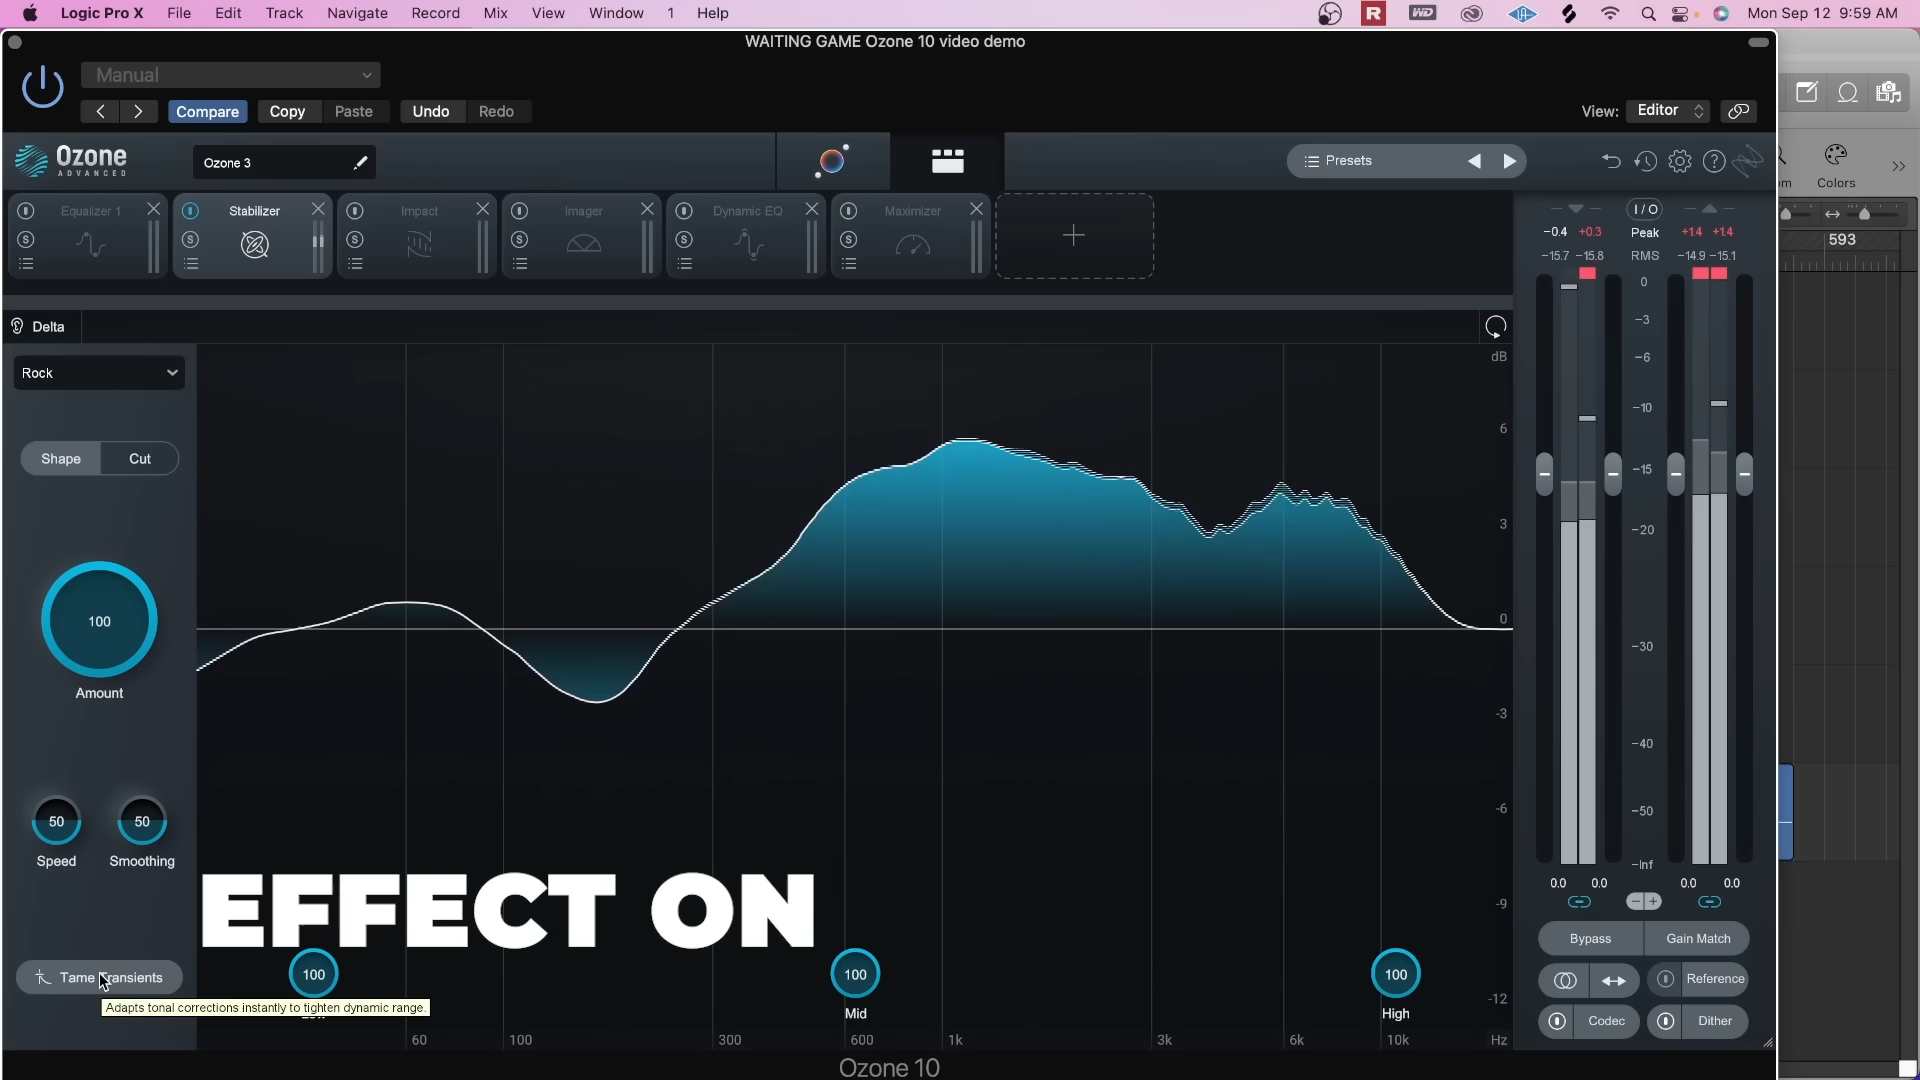 Logic Pro X File Edit Track Navigate Record Mix View Window 1 Help R WD Mon Sep 12 9:59 AM
WAITING GAME Ozone 10 video demo
Manual
Compare Copy Paste Undo Redo View: Editor
Ozone
ADVANCED
Ozone 3
Presets
Colors
Equalizer 1 Stabilizer Impact Imager Dynamic EQ Maximizer
S S S S S S
I/O
-0.4 +0.3 Peak +1.4 +1.4
593
-15.7 -15.8 RMS -14.9 -15.1
Delta
Rock
dB
Shape Cut
100
Amount
50 50
Speed Smoothing
Tame Transients
Adapts tonal corrections instantly to tighten dynamic range.
EFFECT ON
100 100 100
Mid High
6
3
0
-3
-6
-9
-12
60 100 300 600 1k 3k 6k 10k Hz
0
-3
-6
-10
-15
-20
-30
-40
-50
-Inf
0.0 0.0 0.0 0.0
Bypass Gain Match
Reference
Codec Dither
Ozone 10